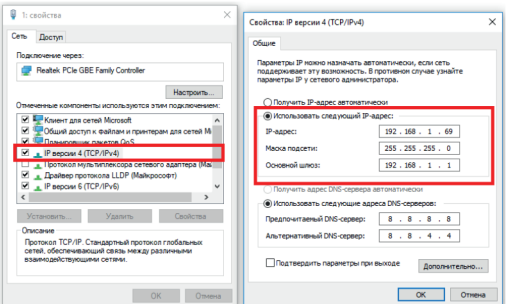 1: свойства
Сеть Доступ
Подключение через:
Realtek PCIe GBE Family Controller
Настроить...
Отмеченные компоненты используются этим подключением:
Клиент для сетей Microsoft
Общий доступ к файлам и принтерам для сетей Mi
Планировщик пакетов QoS
IP версии 4 (TCP/IPv4)
Протокол мультиплексора сетевого адаптера (Май
Драйвер протокола LLDP (Майкрософт)
IP версии 6 (TCP/IPv6)
Установить... Удалить Свойства
Описание
Протокол TCP/IP. Стандартный протокол глобальных
сетей, обеспечивающий связь между различными
взаимодействующими сетями.
ОК Отмена
Свойства: IP версии 4 (TCP/IPv4)
Общие
Параметры IP можно назначать автоматически, если сеть
поддерживает эту возможность. В противном случае узнайте
параметры IP у сетевого администратора.
Получить IP-адрес автоматически
Использовать следующий IP-адрес:
IP-адрес: 192 . 168 . 1 . 69
Маска подсети: 255 . 255 . 255 . 0
Основной шлюз: 192 . 168 . 1 . 1
Получить адрес DNS-сервера автоматически
Использовать следующие адреса DNS-серверов:
Предпочитаемый DNS-сервер: 8 . 8 . 8 . 8
Альтернативный DNS-сервер: 8 . 8 . 4 . 4
Подтвердить параметры при выходе
Дополнительно...
ОК Отмена